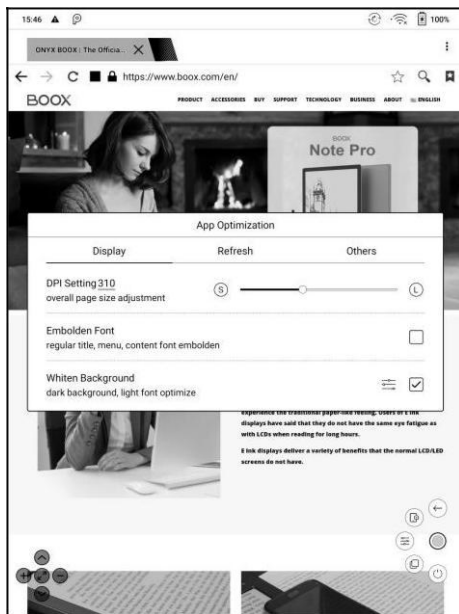 15:46
100%
ONYX BOOX : The Officia..
https://www.boox.com/en/
BOOX
PRODUCT ACCESSORIES BUY SUPPORT TECHNOLOGY BUSINESS ABOUT ENGLISH
BOOX
Note Pro
App Optimization
Display Refresh Others
DPI Setting 310
overall page size adjustment
S L
Embolden Font
regular title, menu, content font embolden
Whiten Background
dark background, light font optimize
experience the traditional paper-like feeling. Users of E Ink
displays have said that they do not have the same eye fatigue as
with LCDs when reading for long hours.
E Ink displays deliver a variety of benefits that the normal LCD/LED
screens do not have.